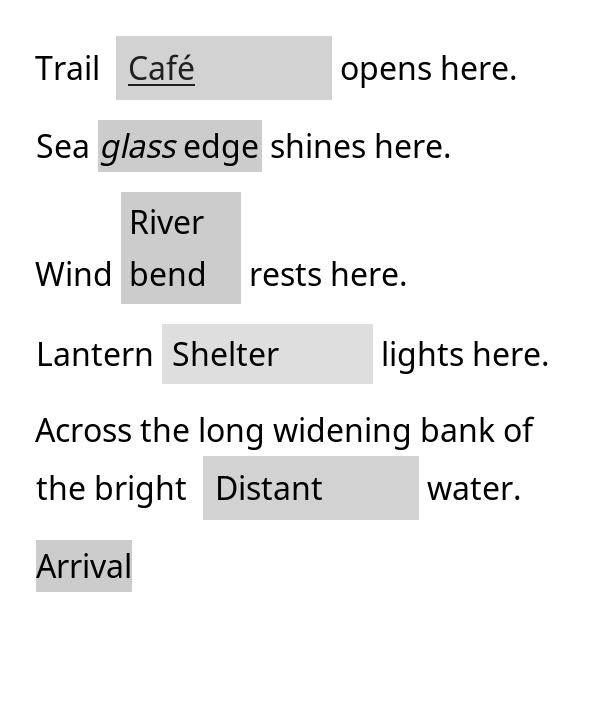 Trail Café opens here.
Sea glass edge shines here.
River
Wind bend rests here.
Lantern Shelter lights here.
Across the long widening bank of
the bright Distant water.
Arrival